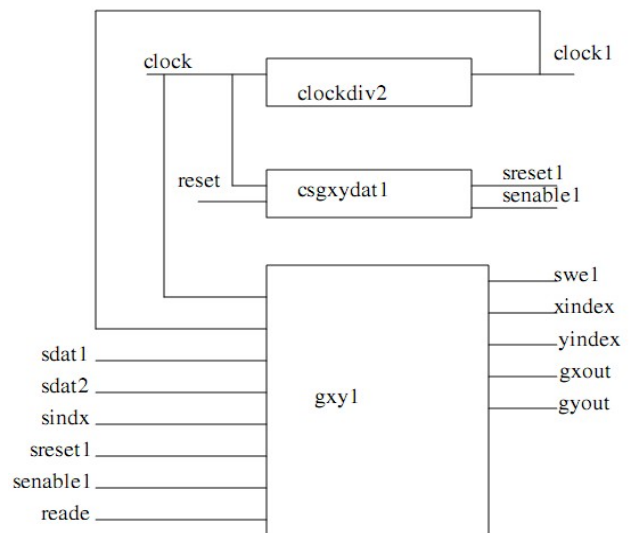 clock
clock1
clockdiv2
reset
csgxydat1
sreset1
senable1
swe1
xindex
yindex
gxout
gyout
gxy1
sdat1
sdat2
sindx
sreset1
senable1
reade